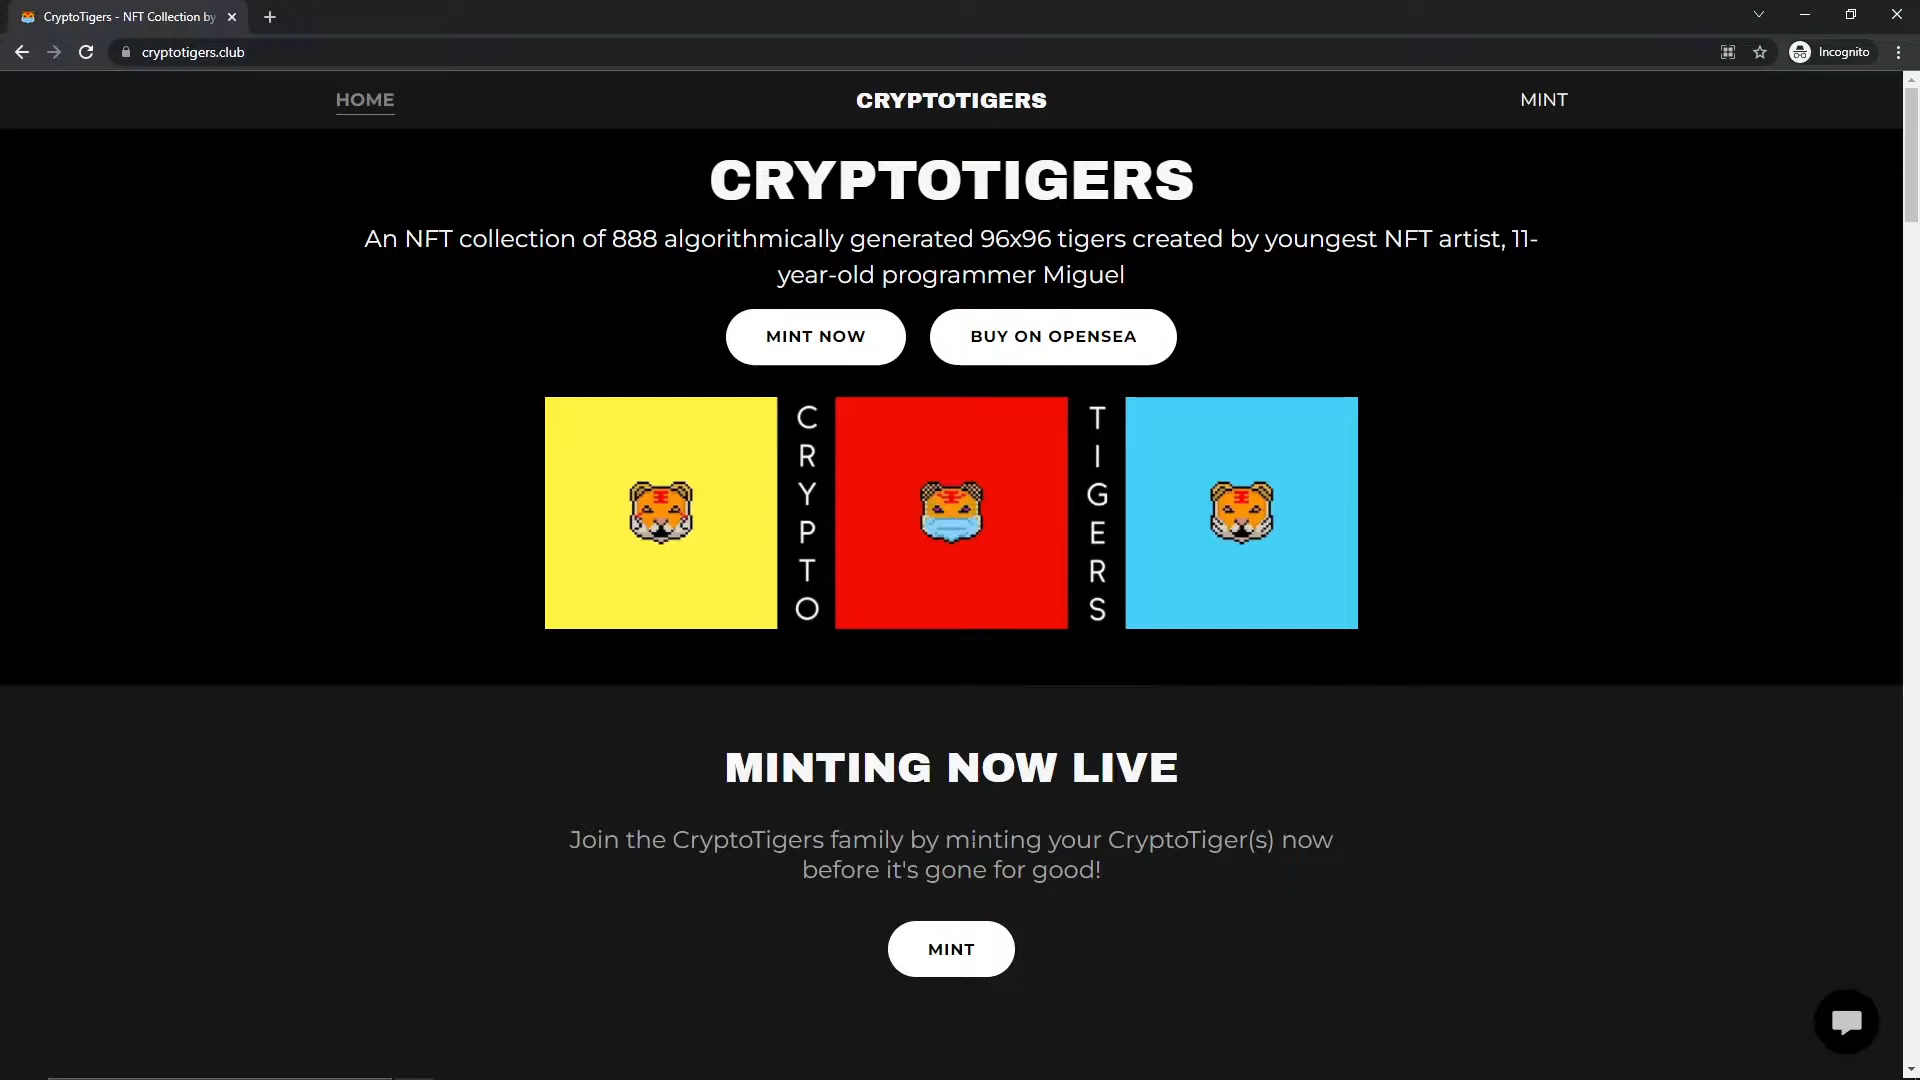 CryptoTigers - NFT Collection by
cryptotigers.club
Incognito
HOME
CRYPTOTIGERS
MINT
CRYPTOTIGERS
An NFT collection of 888 algorithmically generated 96x96 tigers created by youngest NFT artist, 11-
year-old programmer Miguel
MINT NOW
BUY ON OPENSEA
CRYPTO
TIGERS
MINTING NOW LIVE
Join the CryptoTigers family by minting your CryptoTiger(s) now
before it's gone for good!
MINT